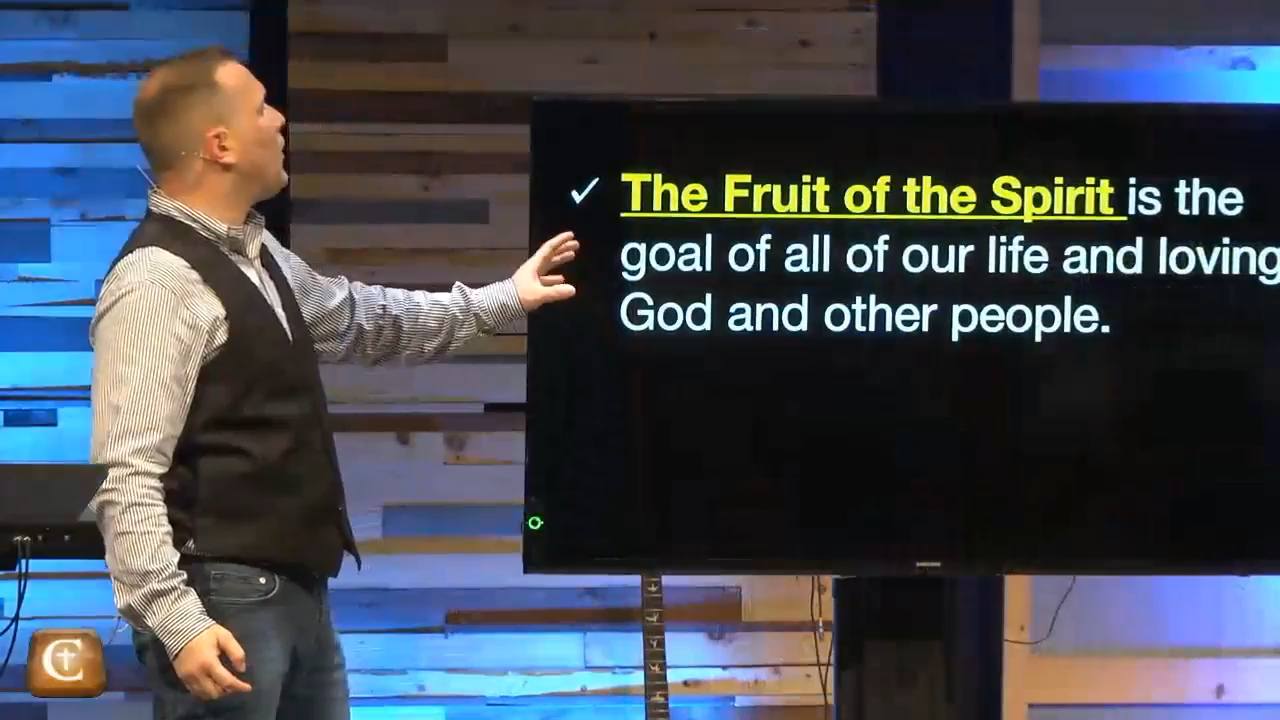 ✓ The Fruit of the Spirit is the
goal of all of our life and loving
God and other people.
C